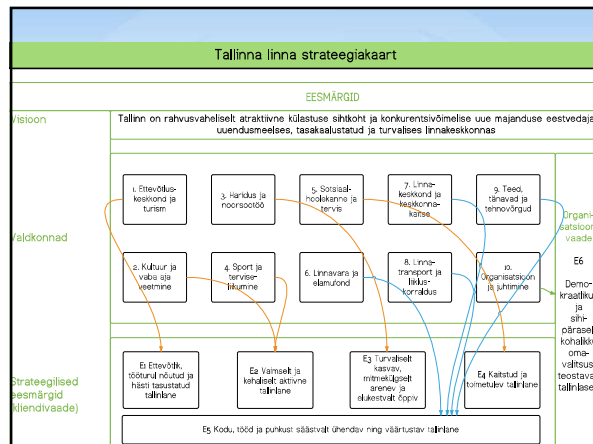 Tallinna linna strateegiakaart
EESMÄRGID
Visioon
Tallinn on rahvusvaheliselt atraktiivne külastuse sihtkoht ja konkurentsivõimelise uue majanduse eestvedaja
uuendusmeelses, tasakaalustatud ja turvalises linnakeskkonnas
Valdkonnad
1. Ettevõtlus-
keskkond ja
turism
3. Haridus ja
noorsootöö
5. Sotsiaal-
hoolekanne ja
tervis
7. Linna-
keskkond ja
keskkonna-
kaitse
9. Teed,
tänavad ja
tehnovõrgud
2. Kultuur ja
vaba aja
veetmine
4. Sport ja
tervise-
liikumine
6. Linnavara ja
elamufond
8. Linna-
transport ja
liiklus-
korraldus
10.
Organisatsioon
ja juhtimine
Organi-
satsiooni
vaade
E6
Demo-
kraatliku
ja
sihi-
pärasel
kohalikku
oma-
valitsus
teostav
tallinlase
Strateegilised
eesmärgid
(kliendivaade)
E1 Ettevõtlik,
tööturul nõutud ja
hästi tasustatud
tallinlane
E2 Vaimselt ja
kehaliselt aktiivne
tallinlane
E3 Turvaliselt
kasvav,
mitmekülgselt
arenev ja
elukestvalt õppiv
E4 Kaitstud ja
toimetulev tallinlane
E5 Kodu, tööd ja puhkust säästvalt ühendav ning väärtustav tallinlane